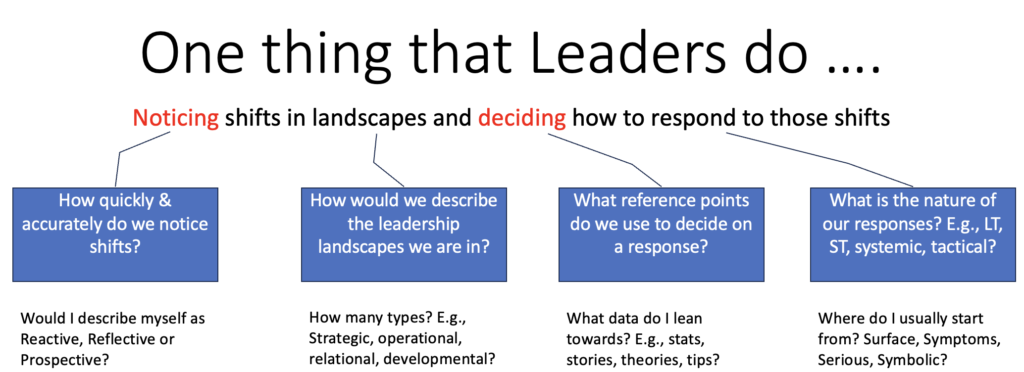 One thing that Leaders do ....
Noticing shifts in landscapes and deciding how to respond to those shifts
How quickly &
accurately do we notice
shifts?
How would we describe
the leadership
landscapes we are in?
What reference points
do we use to decide on
a response?
What is the nature of
our responses? E.g., LT,
ST, systemic, tactical?
Would I describe myself as
Reactive, Reflective or
Prospective?
How many types? E.g.,
Strategic, operational,
relational, developmental?
What data do I lean
towards? E.g., stats,
stories, theories, tips?
Where do I usually start
from? Surface, Symptoms,
Serious, Symbolic?